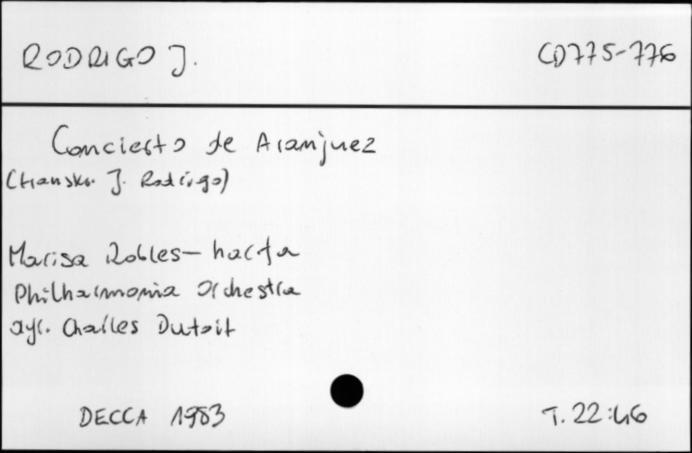 RODRIGO J. CD775-776
Concierto de Aranjuez
(transkr. J. Rodrigo)
Marisa Robles - harfa
Philharmonia Orchestra
dyr. Charles Dutoit
DECCA 1983 T. 22:46